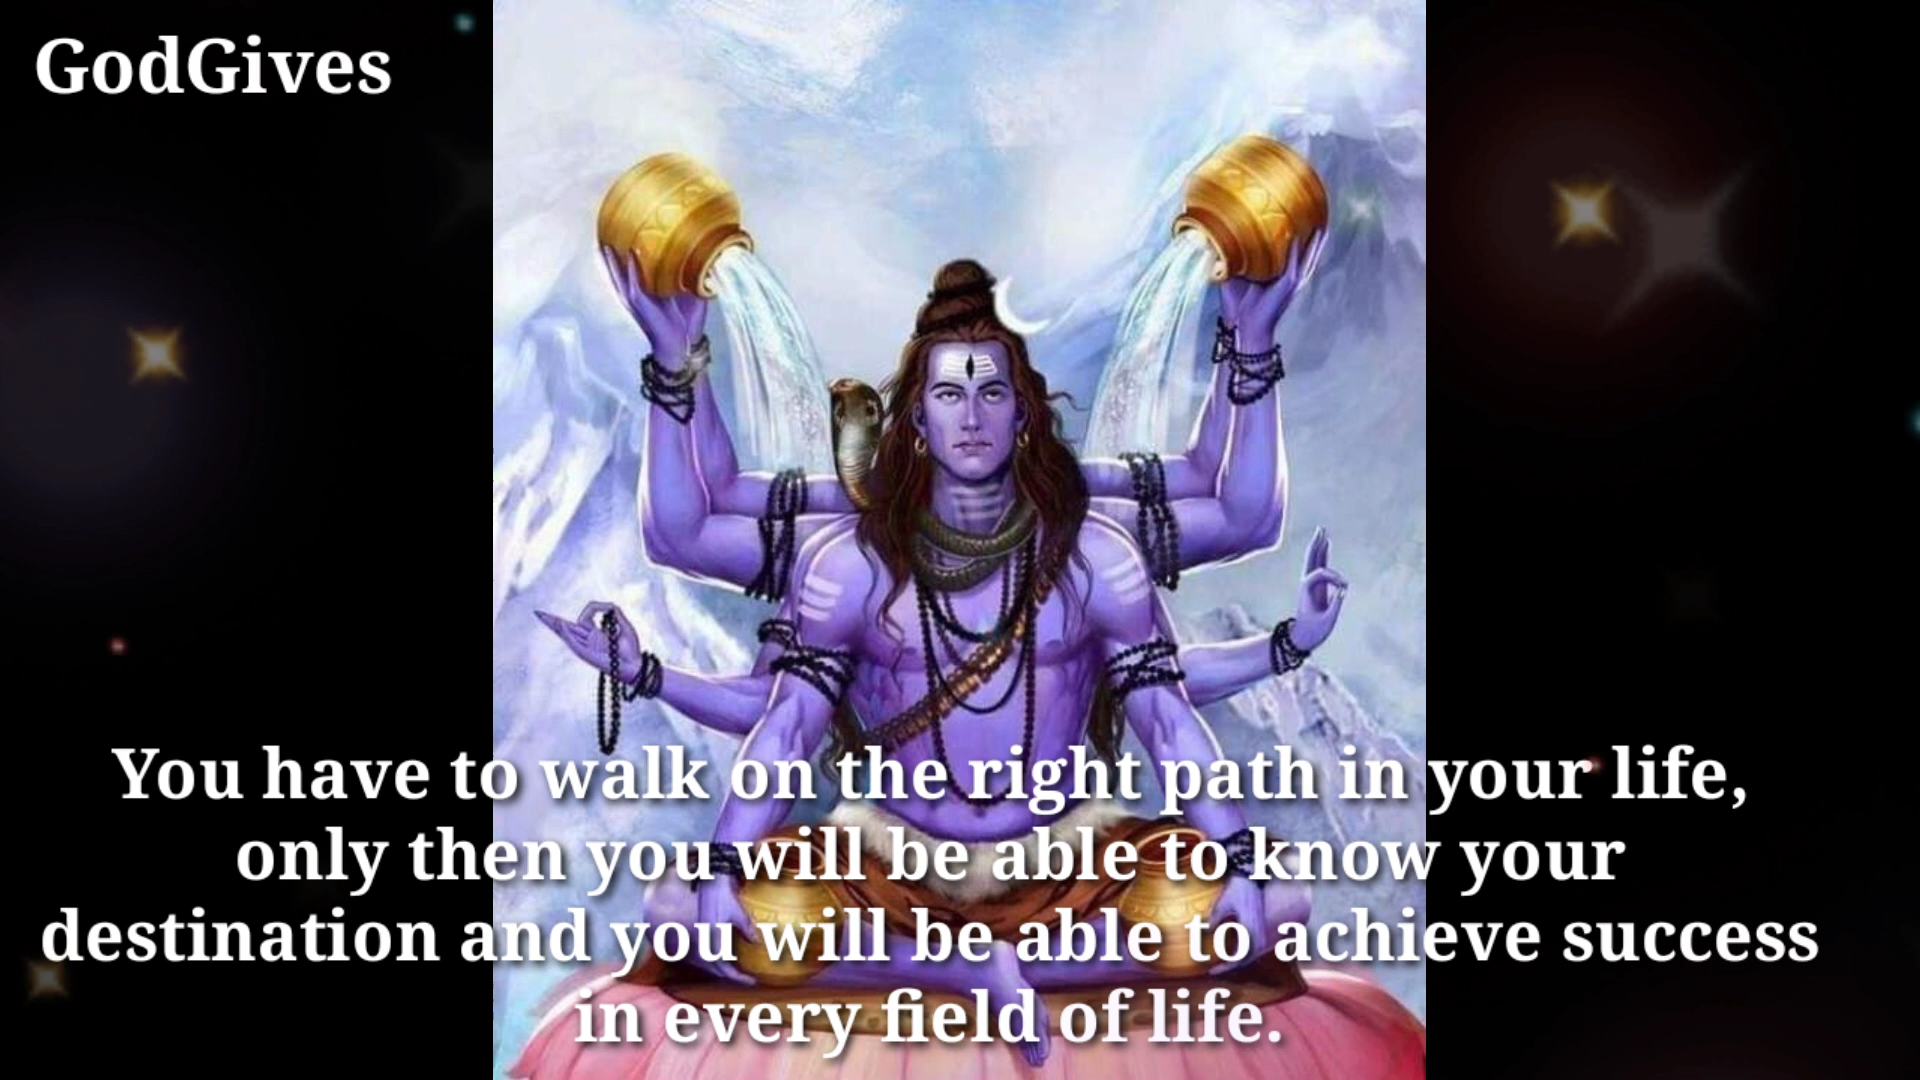 GodGives
You have to walk on the right path in your life,
only then you will be able to know your
destination and you will be able to achieve success
in every field of life.